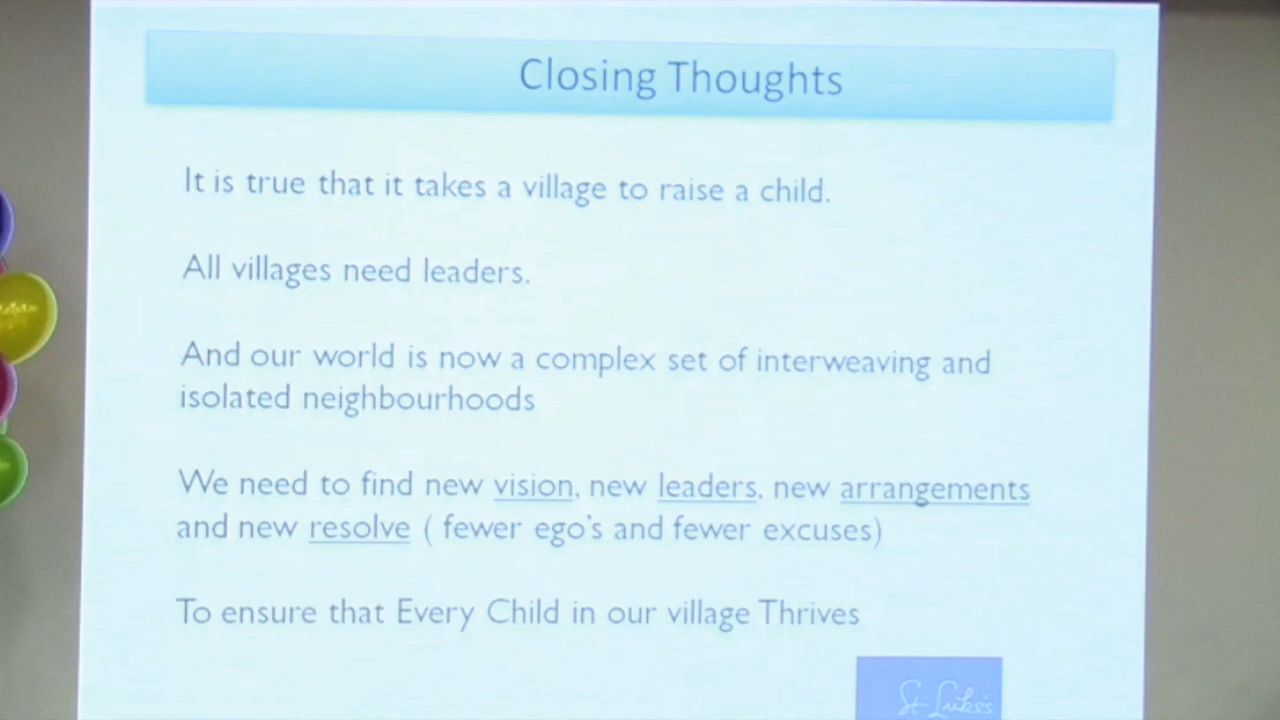 Closing Thoughts
It is true that it takes a village to raise a child.
All villages need leaders.
And our world is now a complex set of interweaving and
isolated neighbourhoods
We need to find new vision, new leaders, new arrangements
and new resolve ( fewer ego's and fewer excuses)
To ensure that Every Child in our village Thrives
St Luke's